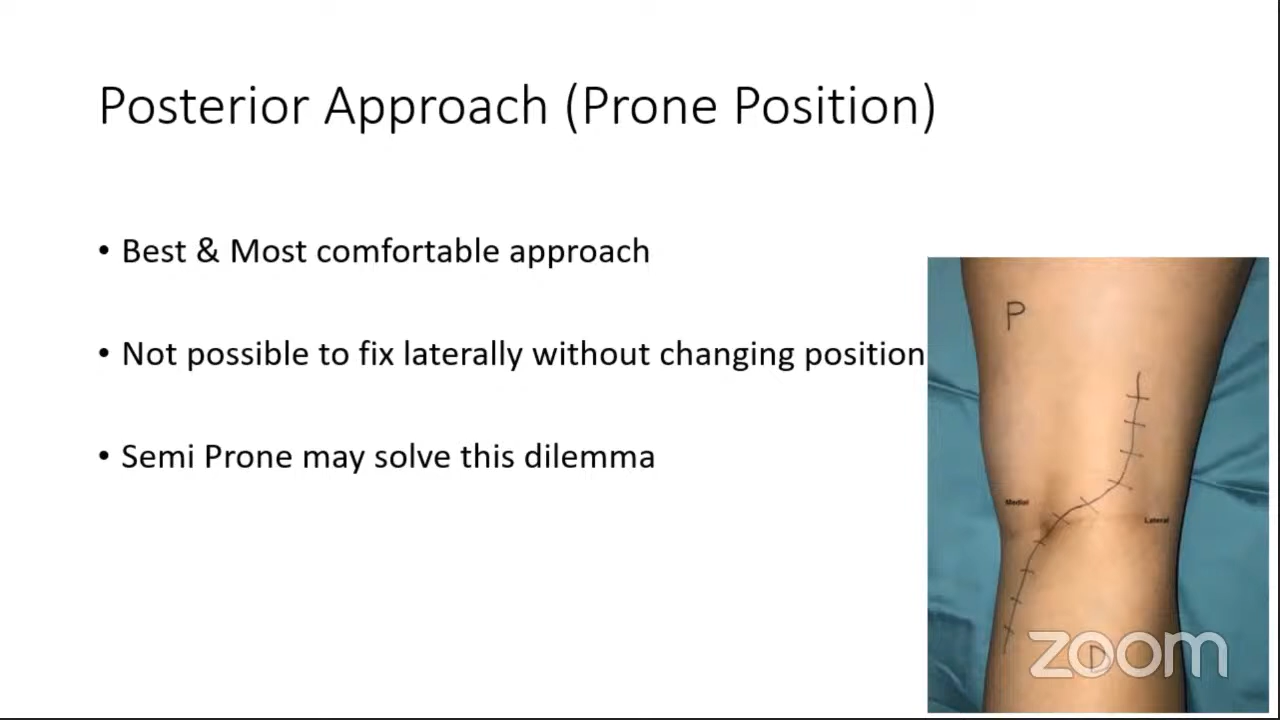 Posterior Approach (Prone Position)
• Best & Most comfortable approach
• Not possible to fix laterally without changing position
• Semi Prone may solve this dilemma
P
Medial
Lateral
D
zoom